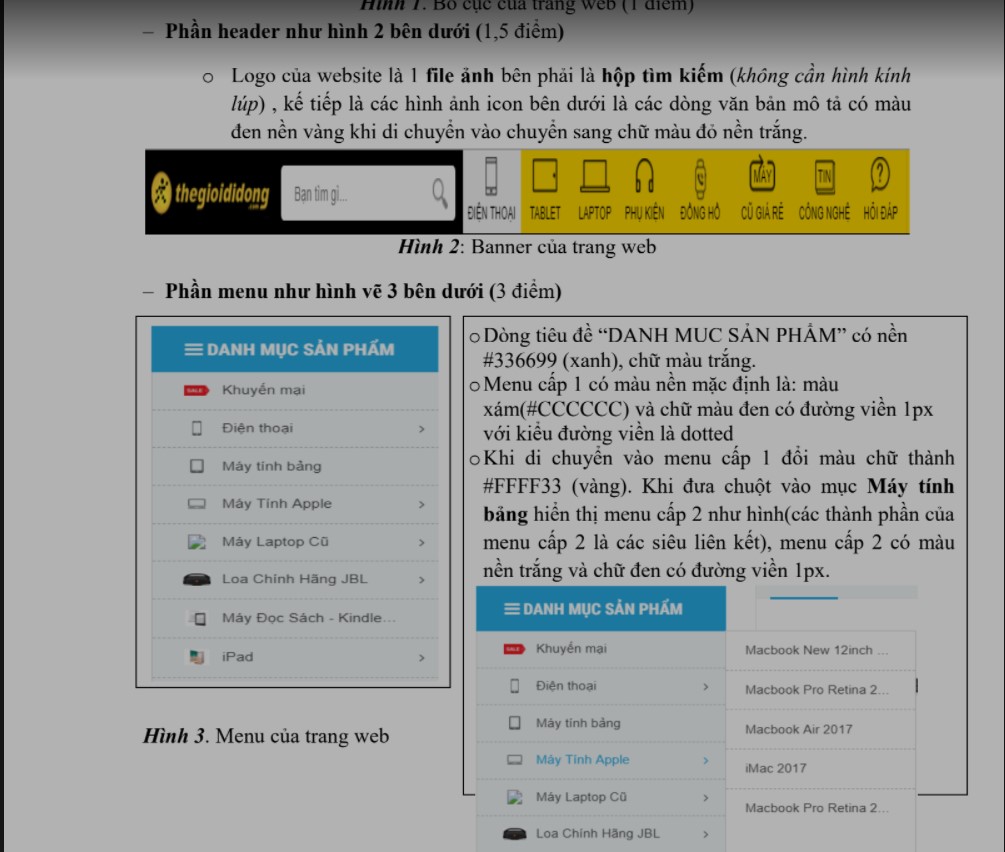 Hình 1. Bố cục của trang web (1 điểm)
– Phần header như hình 2 bên dưới (1,5 điểm)
o Logo của website là 1 file ảnh bên phải là hộp tìm kiếm (không cần hình kính
lúp) , kế tiếp là các hình ảnh icon bên dưới là các dòng văn bản mô tả có màu
đen nền vàng khi di chuyển vào chuyển sang chữ màu đỏ nền trắng.
thegioididong
.com
Bạn tìm gì...
MÁY
TIN
?
ĐIỆN THOẠI TABLET LAPTOP PHỤ KIỆN ĐỒNG HỒ CŨ GIÁ RẺ CÔNG NGHỆ HỎI ĐÁP
Hình 2: Banner của trang web
– Phần menu như hình vẽ 3 bên dưới (3 điểm)
DANH MỤC SẢN PHẨM
SALE Khuyến mại
Điện thoại >
Máy tính bảng
Máy Tính Apple >
Máy Laptop Cũ >
Loa Chính Hãng JBL >
Máy Đọc Sách - Kindle...
iPad >
Hình 3. Menu của trang web
o Dòng tiêu đề “DANH MUC SẢN PHẨM” có nền
#336699 (xanh), chữ màu trắng.
o Menu cấp 1 có màu nền mặc định là: màu
xám(#CCCCCC) và chữ màu đen có đường viền 1px
với kiểu đường viền là dotted
o Khi di chuyển vào menu cấp 1 đổi màu chữ thành
#FFFF33 (vàng). Khi đưa chuột vào mục Máy tính
bảng hiển thị menu cấp 2 như hình(các thành phần của
menu cấp 2 là các siêu liên kết), menu cấp 2 có màu
nền trắng và chữ đen có đường viền 1px.
DANH MỤC SẢN PHẨM
SALE Khuyến mại
Điện thoại >
Máy tính bảng
Máy Tính Apple >
Máy Laptop Cũ >
Loa Chính Hãng JBL >
Macbook New 12inch ...
Macbook Pro Retina 2...
Macbook Air 2017
iMac 2017
Macbook Pro Retina 2...